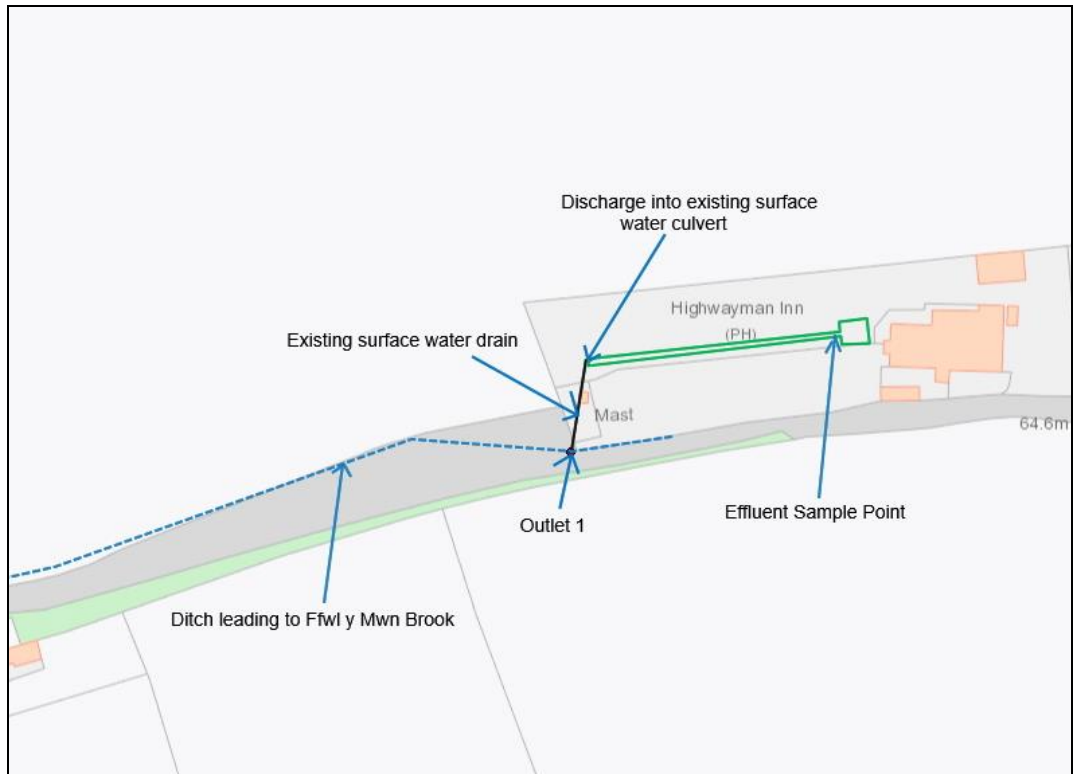 Discharge into existing surface
water culvert
Highwayman Inn
(PH)
Existing surface water drain
Mast
64.6m
Effluent Sample Point
Outlet 1
Ditch leading to Ffwl y Mwn Brook